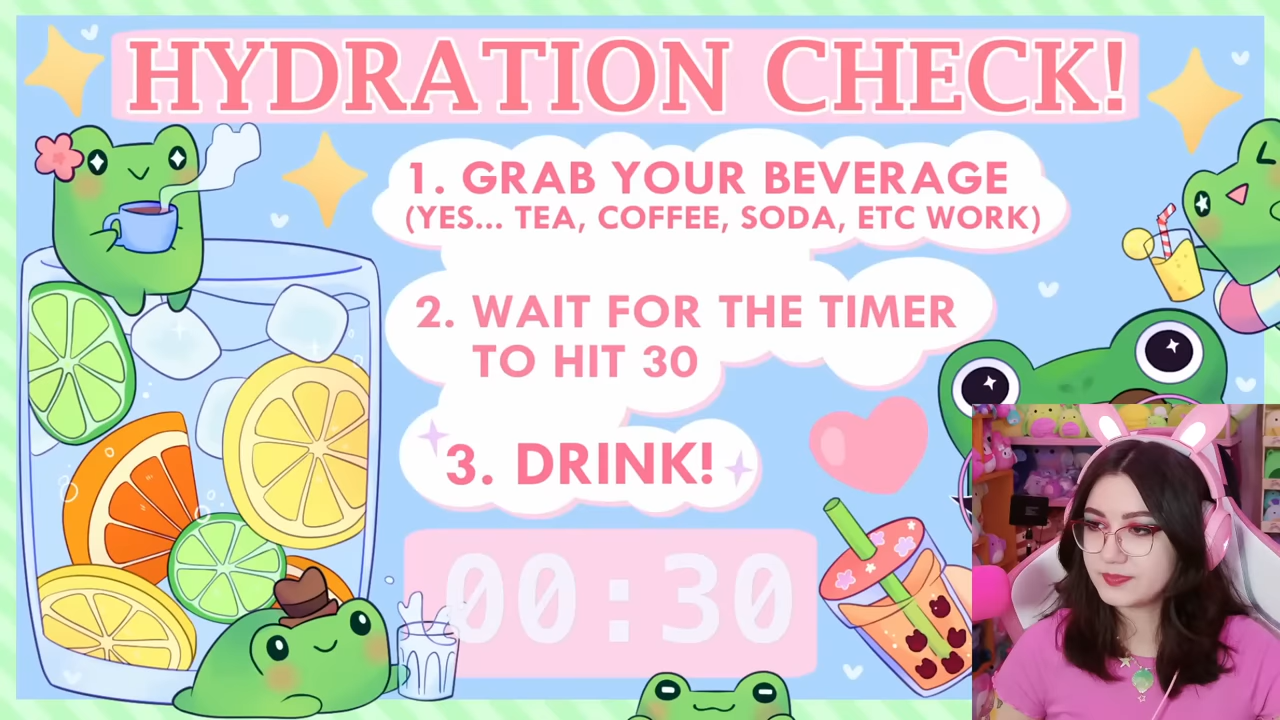 HYDRATION CHECK!
1. GRAB YOUR BEVERAGE
(YES... TEA, COFFEE, SODA, ETC WORK)
2. WAIT FOR THE TIMER
TO HIT 30
3. DRINK!
00:30